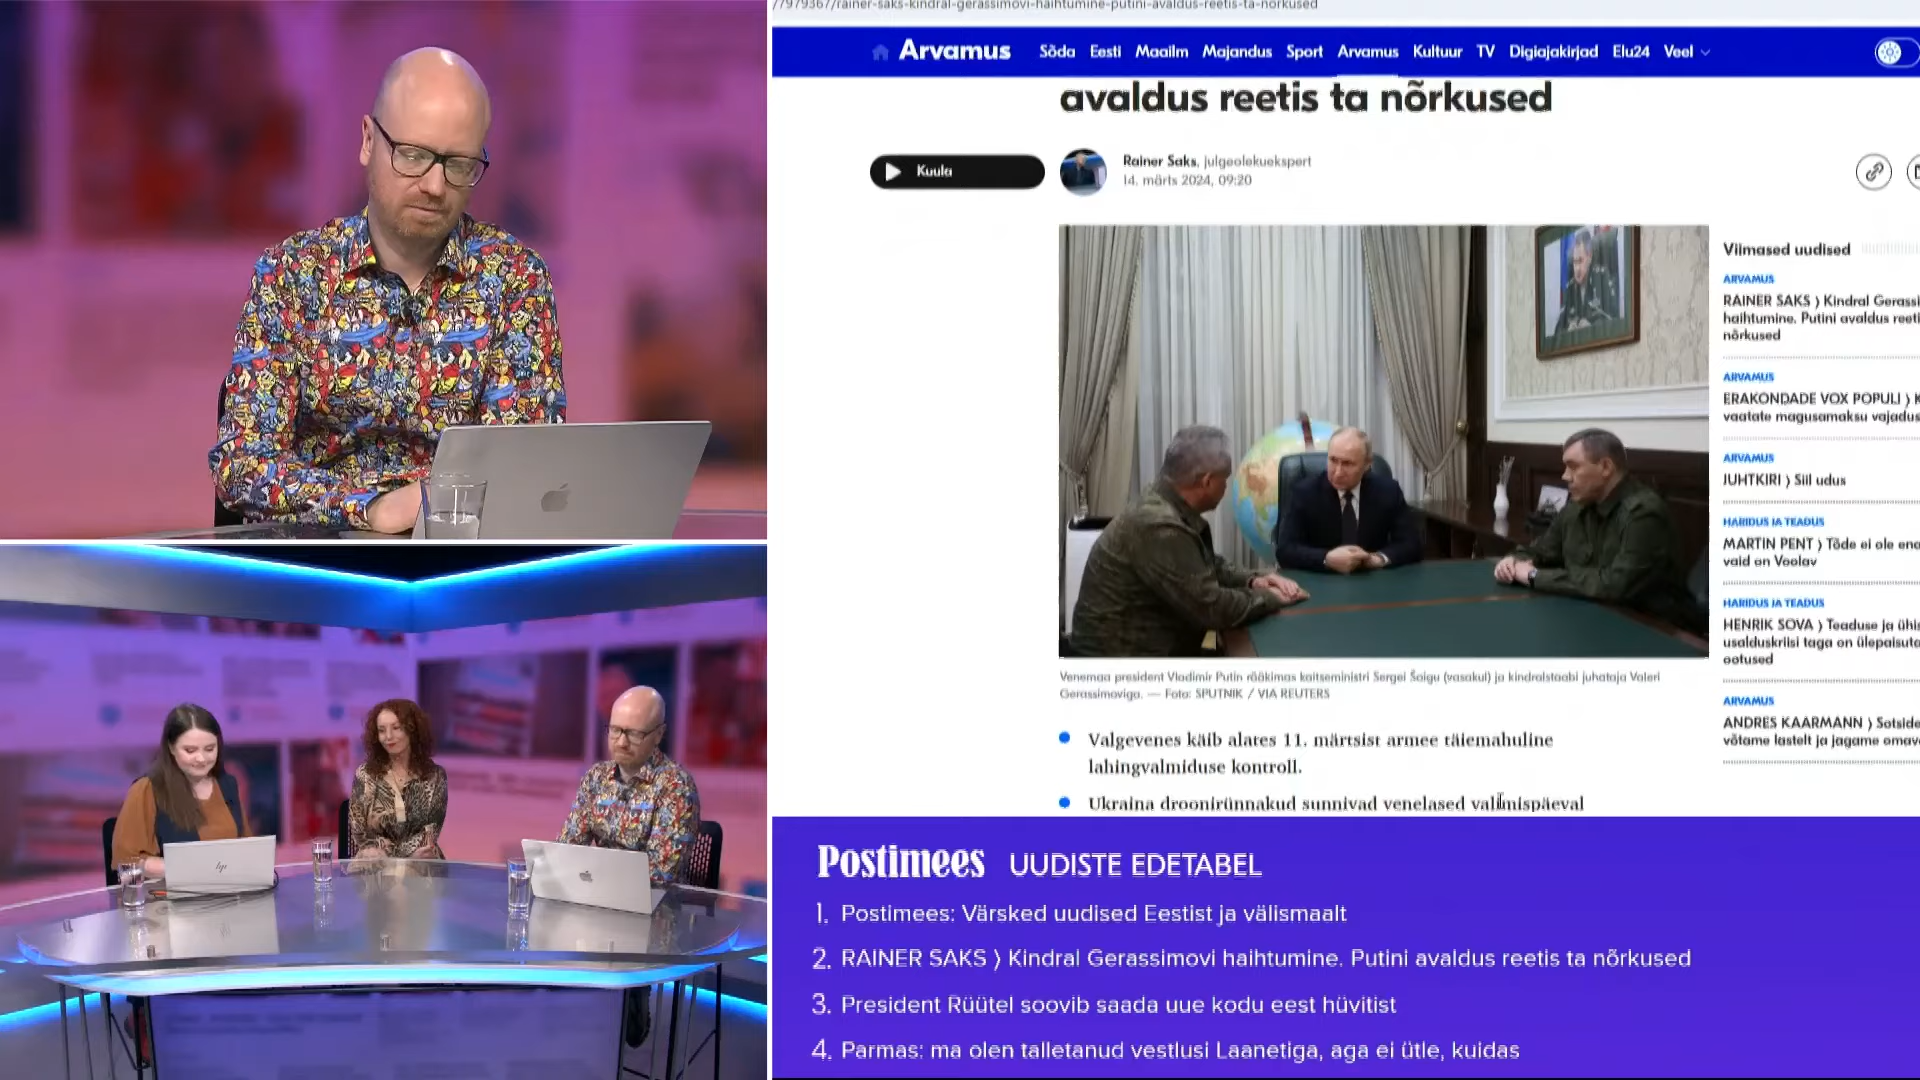 77979367/rainer-saks-kindral-gerassimovi-haihtumine-putini-avaldus-reetis-ta-norkused
Arvamus Sõda Eesti Maailm Majandus Sport Arvamus Kultuur TV Digiajakirjad Elu24 Veel
avaldus reetis ta nõrkused
Kuula
Rainer Saks, julgeolekuekspert
14. märts 2024, 09:20
Venemaa president Vladimir Putin rääkimas kaitseministri Sergei Šoigu (vasakul) ja kindralstaabi juhataja Valeri
Gerassimoviga. — Foto: SPUTNIK / VIA REUTERS
Valgevenes käib alates 11. märtsist armee täiemahuline
lahingvalmiduse kontroll.
Ukraina droonirünnakud sunnivad venelased valimispäeval
Viimased uudised
ARVAMUS
RAINER SAKS ⟩ Kindral Gerassi
haihtumine. Putini avaldus reeti
nõrkused
ARVAMUS
ERAKONDADE VOX POPULI ⟩ K
vaatate magusamaksu vajadus
ARVAMUS
JUHTKIRI ⟩ Siil udus
HARIDUS JA TEADUS
MARTIN PENT ⟩ Tõde ei ole ena
vaid on Voolav
HARIDUS JA TEADUS
HENRIK SOVA ⟩ Teaduse ja ühis
usalduskriisi taga on ülepaisuta
ootused
ARVAMUS
ANDRES KAARMANN ⟩ Sotside
võtame lastelt ja jagame omav
hp
Postimees UUDISTE EDETABEL
1. Postimees: Värsked uudised Eestist ja välismaalt
2. RAINER SAKS ⟩ Kindral Gerassimovi haihtumine. Putini avaldus reetis ta nõrkused
3. President Rüütel soovib saada uue kodu eest hüvitist
4. Parmas: ma olen talletanud vestlusi Laanetiga, aga ei ütle, kuidas